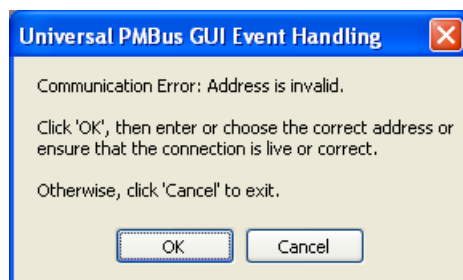 Universal PMBus GUI Event Handling
Communication Error: Address is invalid.
Click 'OK', then enter or choose the correct address or
ensure that the connection is live or correct.
Otherwise, click 'Cancel' to exit.
OK
Cancel